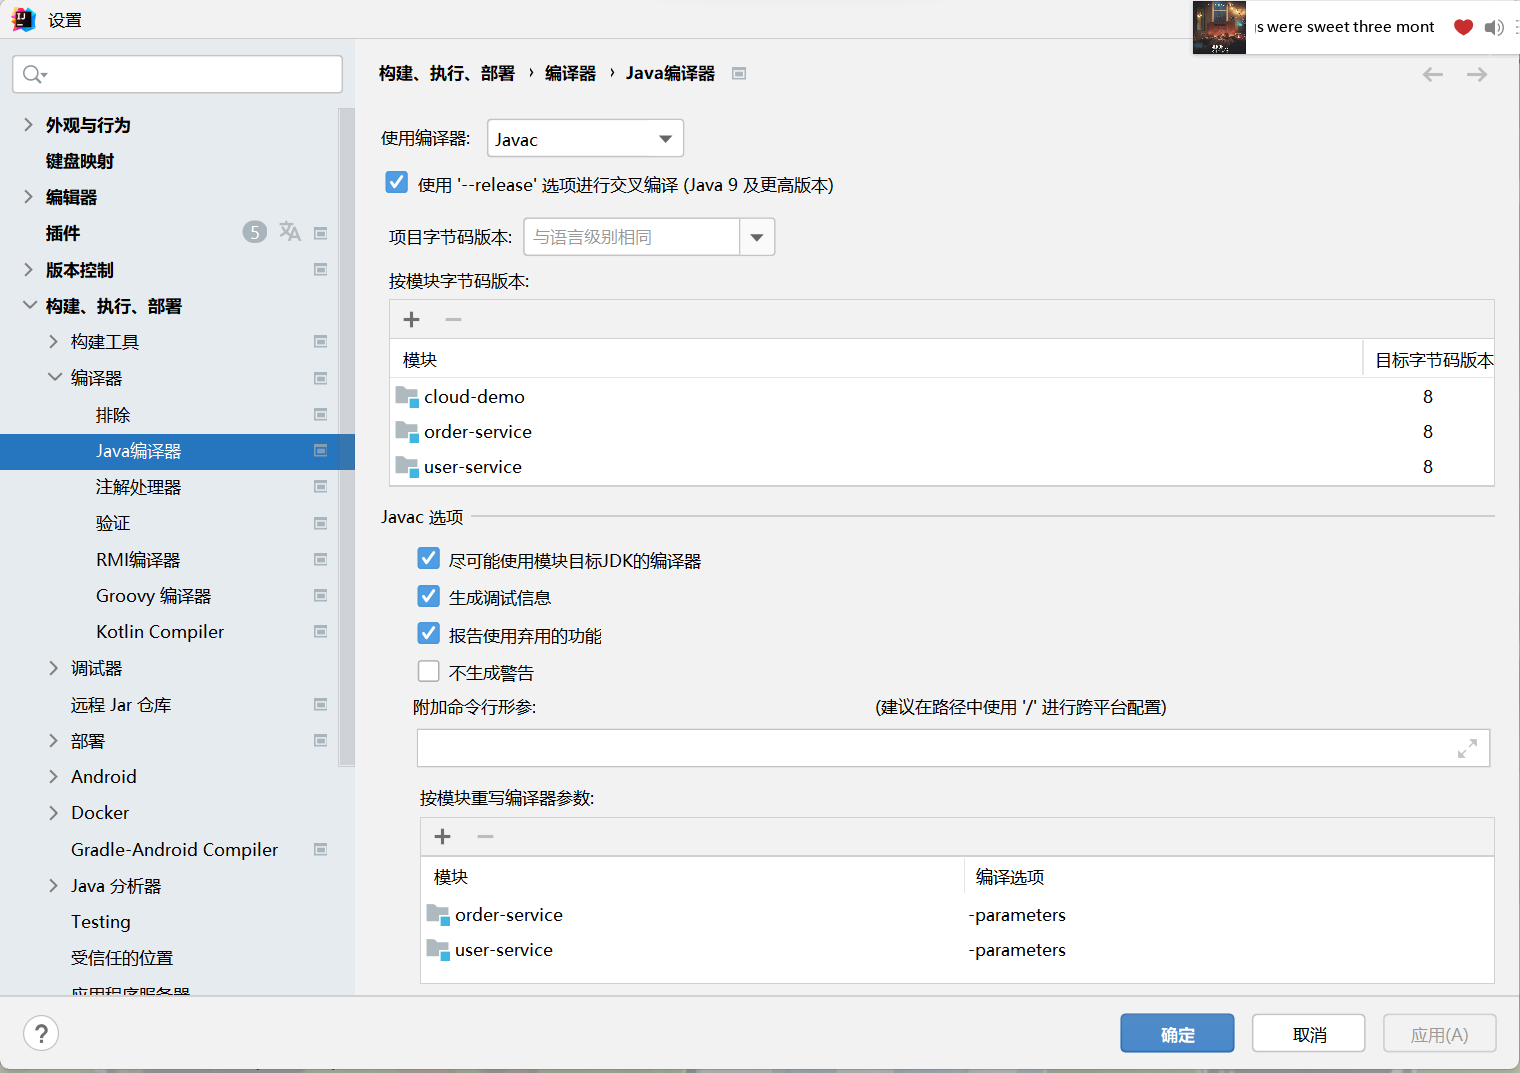 设置
s were sweet three mont
外观与行为
键盘映射
编辑器
插件
5
版本控制
构建、执行、部署
构建工具
编译器
排除
Java编译器
注解处理器
验证
RMI编译器
Groovy 编译器
Kotlin Compiler
调试器
远程 Jar 仓库
部署
Android
Docker
Gradle-Android Compiler
Java 分析器
Testing
受信任的位置
应用程序服务器
构建、执行、部署 › 编译器 › Java编译器
使用编译器: Javac
使用 '--release' 选项进行交叉编译 (Java 9 及更高版本)
项目字节码版本: 与语言级别相同
按模块字节码版本:
模块 目标字节码版本
cloud-demo 8
order-service 8
user-service 8
Javac 选项
尽可能使用模块目标JDK的编译器
生成调试信息
报告使用弃用的功能
不生成警告
附加命令行形参: (建议在路径中使用 '/' 进行跨平台配置)
按模块重写编译器参数:
模块 编译选项
order-service -parameters
user-service -parameters
?
确定 取消 应用(A)